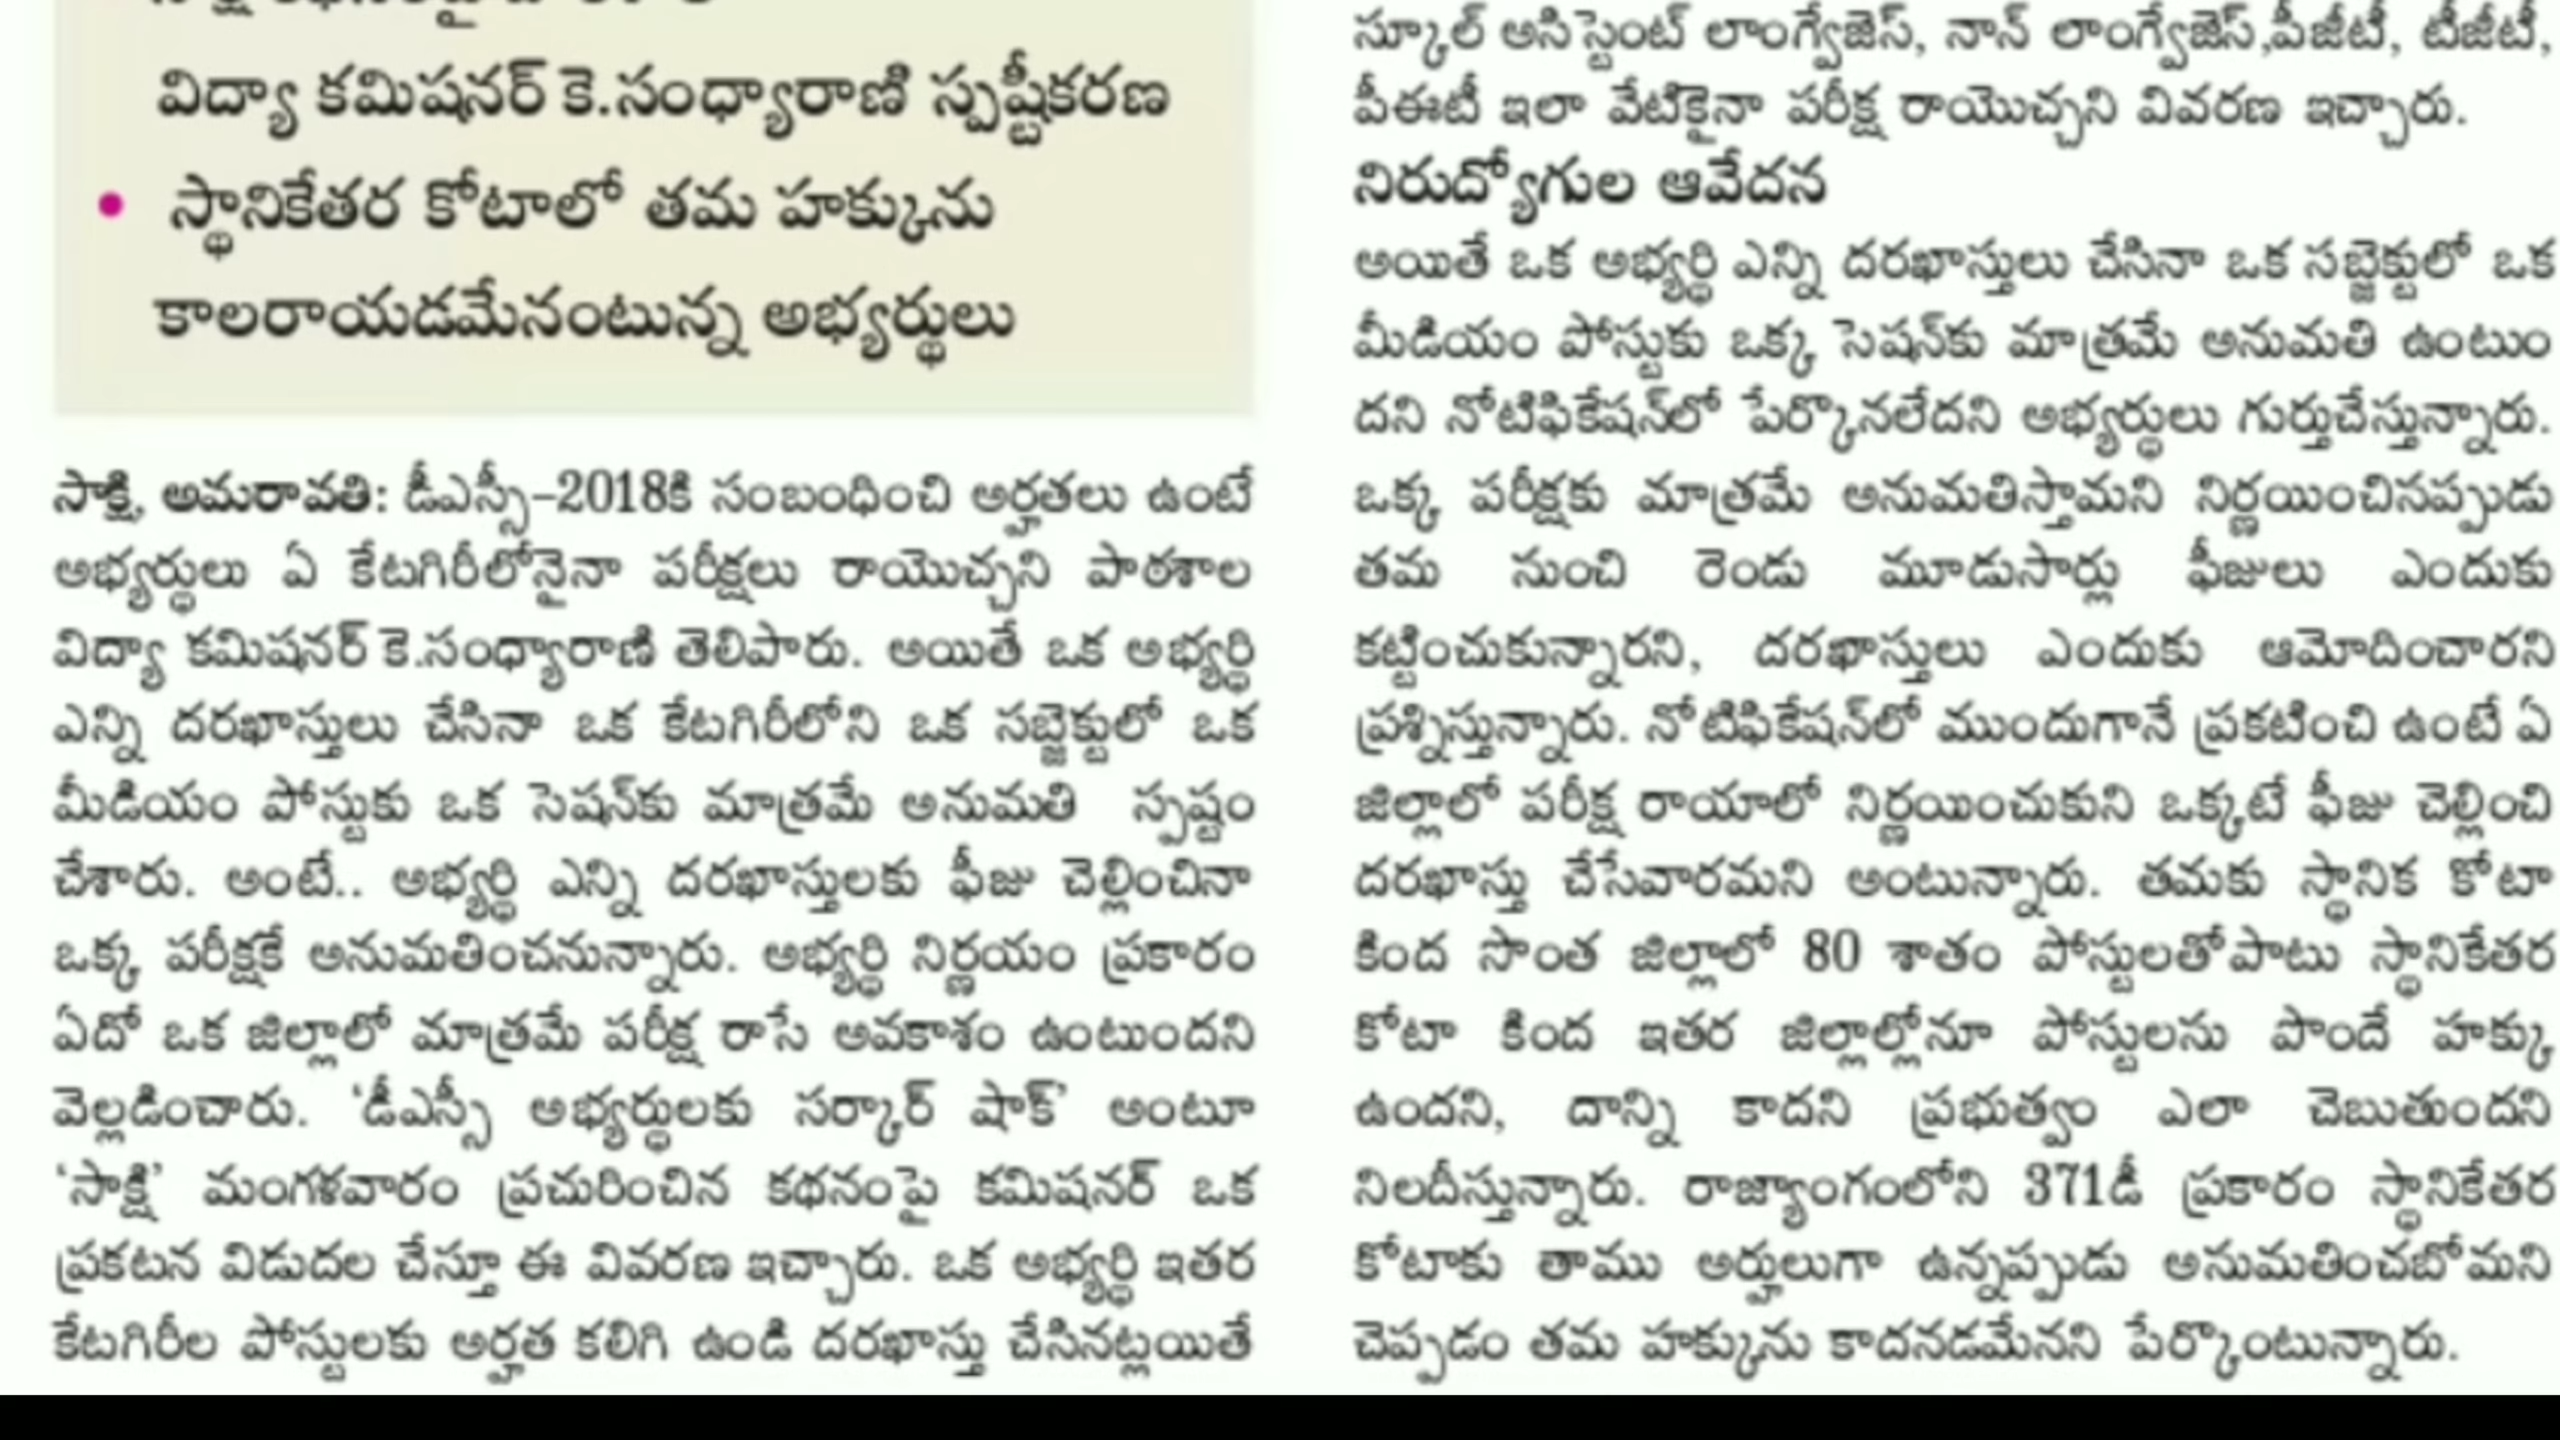 విద్యా కమిషనర్ కె.సంధ్యారాణి స్పష్టీకరణ
• స్థానికేతర కోటాలో తమ హక్కును
కాలరాయడమేనంటున్న అభ్యర్థులు
సాక్షి, అమరావతి: డీఎస్సీ–2018కి సంబంధించి అర్హతలు ఉంటే
అభ్యర్థులు ఏ కేటగిరీలోనైనా పరీక్షలు రాయొచ్చని పాఠశాల
విద్యా కమిషనర్ కె.సంధ్యారాణి తెలిపారు. అయితే ఒక అభ్యర్థి
ఎన్ని దరఖాస్తులు చేసినా ఒక కేటగిరీలోని ఒక సబ్జెక్టులో ఒక
మీడియం పోస్టుకు ఒక సెషన్‌కు మాత్రమే అనుమతి స్పష్టం
చేశారు. అంటే.. అభ్యర్థి ఎన్ని దరఖాస్తులకు ఫీజు చెల్లించినా
ఒక్క పరీక్షకే అనుమతించనున్నారు. అభ్యర్థి నిర్ణయం ప్రకారం
ఏదో ఒక జిల్లాలో మాత్రమే పరీక్ష రాసే అవకాశం ఉంటుందని
వెల్లడించారు. ‘డీఎస్సీ అభ్యర్థులకు సర్కార్ షాక్’ అంటూ
‘సాక్షి’ మంగళవారం ప్రచురించిన కథనంపై కమిషనర్ ఒక
ప్రకటన విడుదల చేస్తూ ఈ వివరణ ఇచ్చారు. ఒక అభ్యర్థి ఇతర
కేటగిరీల పోస్టులకు అర్హత కలిగి ఉండి దరఖాస్తు చేసినట్లయితే
స్కూల్ అసిస్టెంట్ లాంగ్వేజెస్, నాన్ లాంగ్వేజెస్,పీజీటీ, టీజీటీ,
పీఈటీ ఇలా వేటికైనా పరీక్ష రాయొచ్చని వివరణ ఇచ్చారు.
నిరుద్యోగుల ఆవేదన
అయితే ఒక అభ్యర్థి ఎన్ని దరఖాస్తులు చేసినా ఒక సబ్జెక్టులో ఒక
మీడియం పోస్టుకు ఒక్క సెషన్‌కు మాత్రమే అనుమతి ఉంటుం
దని నోటిఫికేషన్‌లో పేర్కొనలేదని అభ్యర్థులు గుర్తుచేస్తున్నారు.
ఒక్క పరీక్షకు మాత్రమే అనుమతిస్తామని నిర్ణయించినప్పుడు
తమ నుంచి రెండు మూడుసార్లు ఫీజులు ఎందుకు
కట్టించుకున్నారని, దరఖాస్తులు ఎందుకు ఆమోదించారని
ప్రశ్నిస్తున్నారు. నోటిఫికేషన్‌లో ముందుగానే ప్రకటించి ఉంటే ఏ
జిల్లాలో పరీక్ష రాయాలో నిర్ణయించుకుని ఒక్కటే ఫీజు చెల్లించి
దరఖాస్తు చేసేవారమని అంటున్నారు. తమకు స్థానిక కోటా
కింద సొంత జిల్లాలో 80 శాతం పోస్టులతోపాటు స్థానికేతర
కోటా కింద ఇతర జిల్లాల్లోనూ పోస్టులను పొందే హక్కు
ఉందని, దాన్ని కాదని ప్రభుత్వం ఎలా చెబుతుందని
నిలదీస్తున్నారు. రాజ్యాంగంలోని 371డీ ప్రకారం స్థానికేతర
కోటాకు తాము అర్హులుగా ఉన్నప్పుడు అనుమతించబోమని
చెప్పడం తమ హక్కును కాదనడమేనని పేర్కొంటున్నారు.